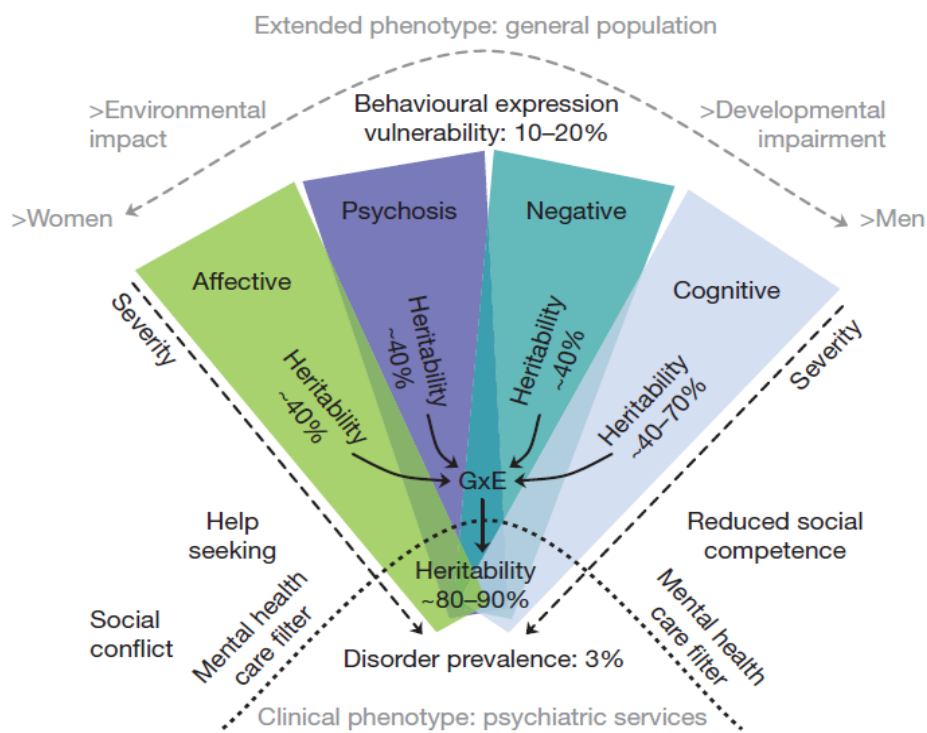 Extended phenotype: general population
>Environmental
impact
Behavioural expression
vulnerability: 10–20%
>Developmental
impairment
>Women
>Men
Affective
Psychosis
Negative
Cognitive
Severity
Heritability
~40%
Heritability
~40%
Heritability
~40%
Heritability
~40–70%
Severity
GxE
Help
seeking
Reduced social
competence
Heritability
~80–90%
Social
conflict
Mental health
care filter
Mental health
care filter
Disorder prevalence: 3%
Clinical phenotype: psychiatric services